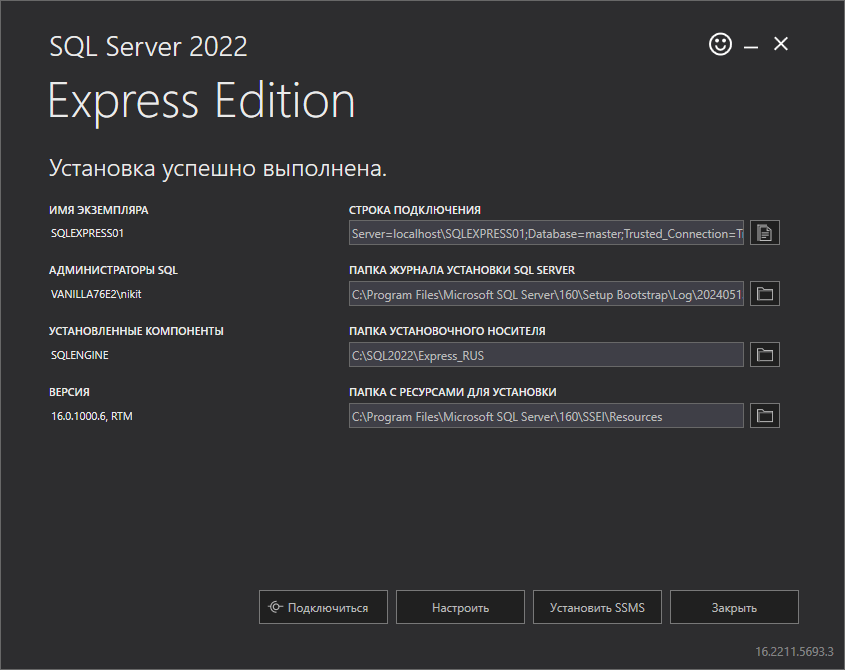 SQL Server 2022
Express Edition
Установка успешно выполнена.
ИМЯ ЭКЗЕМПЛЯРА
SQLEXPRESS01
СТРОКА ПОДКЛЮЧЕНИЯ
Server=localhost\SQLEXPRESS01;Database=master;Trusted_Connection=T
АДМИНИСТРАТОРЫ SQL
VANILLA76E2\nikit
ПАПКА ЖУРНАЛА УСТАНОВКИ SQL SERVER
C:\Program Files\Microsoft SQL Server\160\Setup Bootstrap\Log\2024051
УСТАНОВЛЕННЫЕ КОМПОНЕНТЫ
SQLENGINE
ПАПКА УСТАНОВОЧНОГО НОСИТЕЛЯ
C:\SQL2022\Express_RUS
ВЕРСИЯ
16.0.1000.6, RTM
ПАПКА С РЕСУРСАМИ ДЛЯ УСТАНОВКИ
C:\Program Files\Microsoft SQL Server\160\SSEI\Resources
Подключиться
Настроить
Установить SSMS
Закрыть
16.2211.5693.3